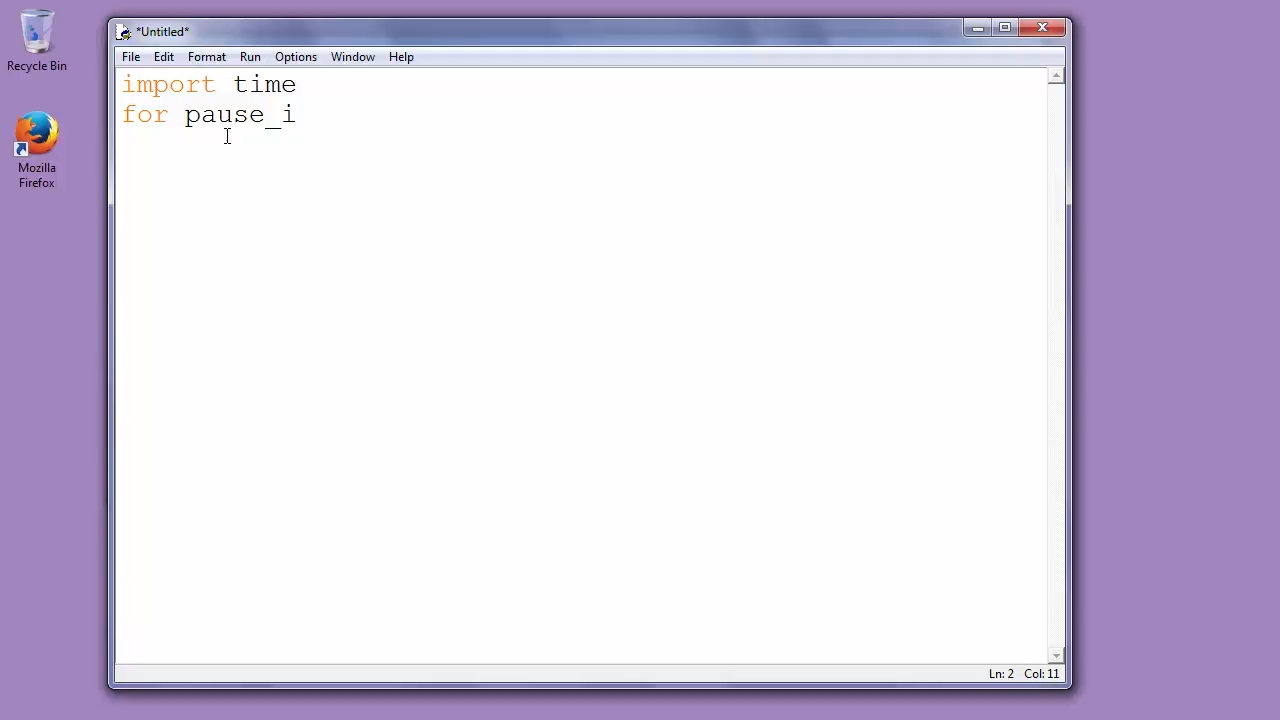 *Untitled*
File Edit Format Run Options Window Help
import time
for pause_i
Recycle Bin
Mozilla
Firefox
Ln: 2 Col: 11